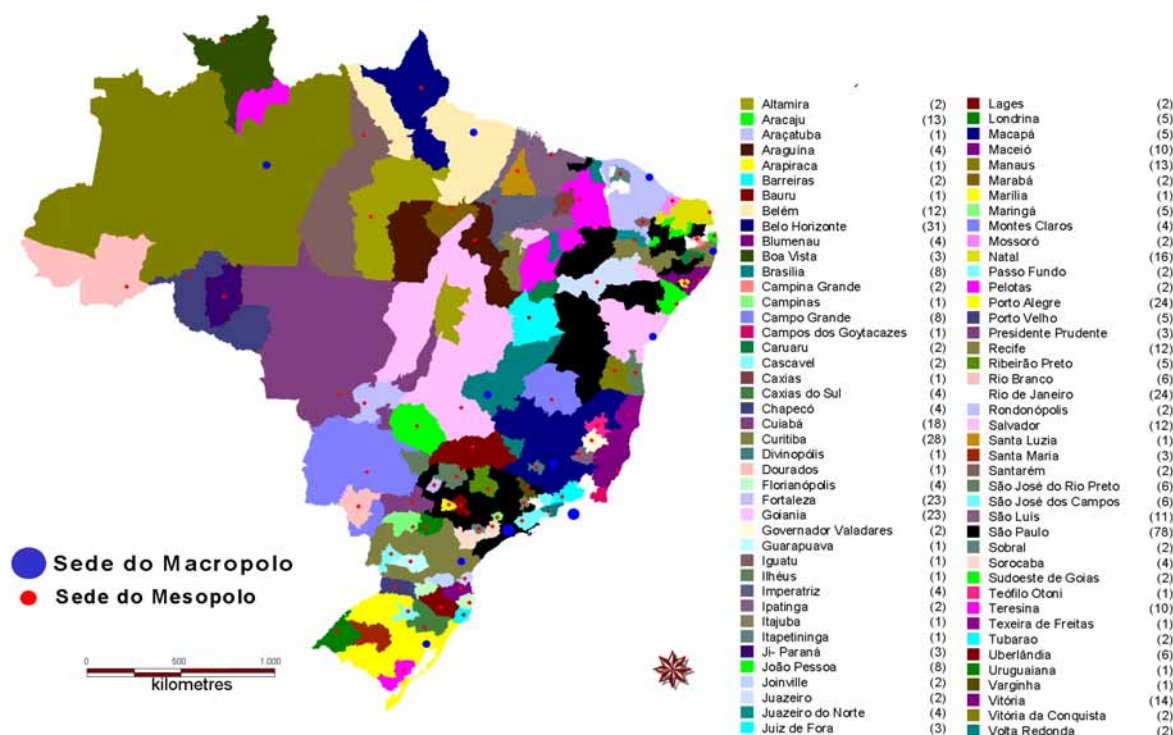 Altamira (2)
Aracaju (13)
Araçatuba (1)
Araguína (4)
Arapiraca (1)
Barreiras (2)
Bauru (1)
Belém (12)
Belo Horizonte (31)
Blumenau (4)
Boa Vista (3)
Brasília (8)
Campina Grande (2)
Campinas (1)
Campo Grande (8)
Campos dos Goytacazes (1)
Caruaru (2)
Cascavel (2)
Caxias (1)
Caxias do Sul (4)
Chapecó (4)
Cuiabá (18)
Curitiba (28)
Divinopólis (1)
Dourados (1)
Florianópolis (4)
Fortaleza (23)
Goiania (23)
Governador Valadares (2)
Guarapuava (1)
Iguatu (1)
Ilhéus (1)
Imperatriz (4)
Ipatinga (2)
Itajuba (1)
Itapetininga (1)
Ji- Paraná (3)
João Pessoa (8)
Joinville (2)
Juazeiro (2)
Juazeiro do Norte (4)
Juiz de Fora (3)
Lages (2)
Londrina (5)
Macapá (5)
Maceió (10)
Manaus (13)
Marabá (2)
Marília (1)
Maringá (5)
Montes Claros (4)
Mossoró (2)
Natal (16)
Passo Fundo (2)
Pelotas (2)
Porto Alegre (24)
Porto Velho (5)
Presidente Prudente (3)
Recife (12)
Ribeirão Preto (5)
Rio Branco (6)
Rio de Janeiro (24)
Rondonópolis (2)
Salvador (12)
Santa Luzia (1)
Santa Maria (3)
Santarém (2)
São José do Rio Preto (6)
São José dos Campos (6)
São Luís (11)
São Paulo (78)
Sobral (2)
Sorocaba (4)
Sudoeste de Goias (2)
Teófilo Otoni (1)
Teresina (10)
Texeira de Freitas (1)
Tubarao (2)
Uberlândia (6)
Uruguaiana (1)
Varginha (1)
Vitória (14)
Vitória da Conquista (2)
Volta Redonda (2)
Sede do Macropolo
Sede do Mesopolo
0 500 1.000
kilometres